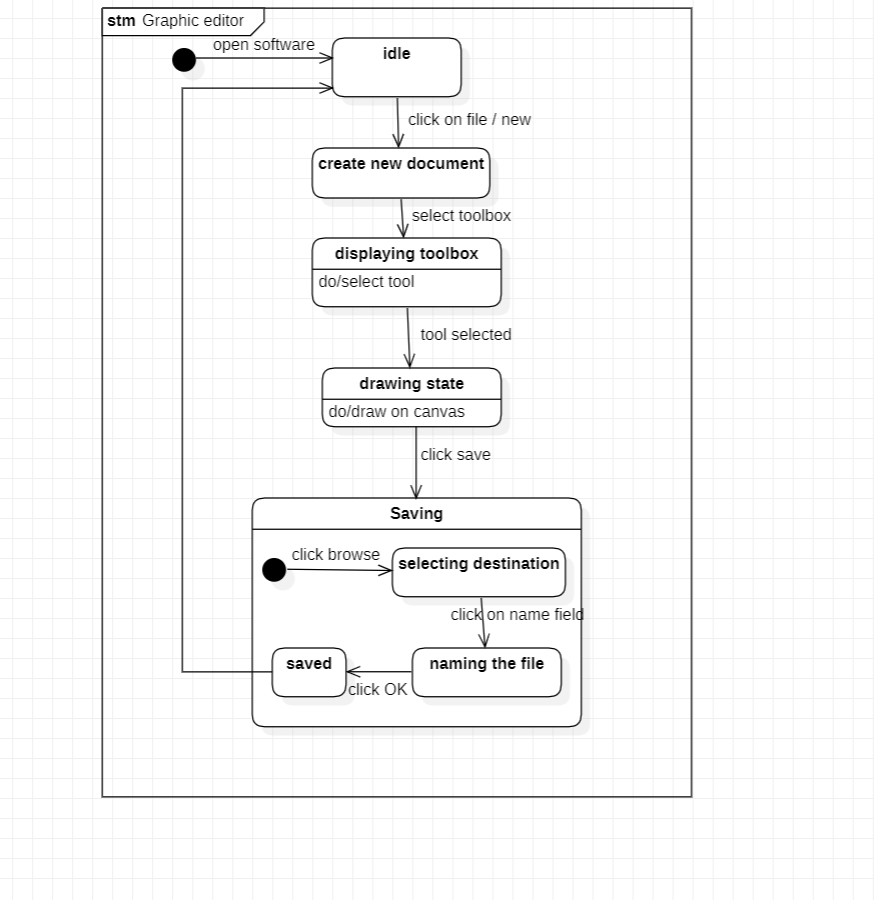 stm Graphic editor
open software
idle
click on file / new
create new document
select toolbox
displaying toolbox
do/select tool
tool selected
drawing state
do/draw on canvas
click save
Saving
click browse
selecting destination
click on name field
saved
naming the file
click OK